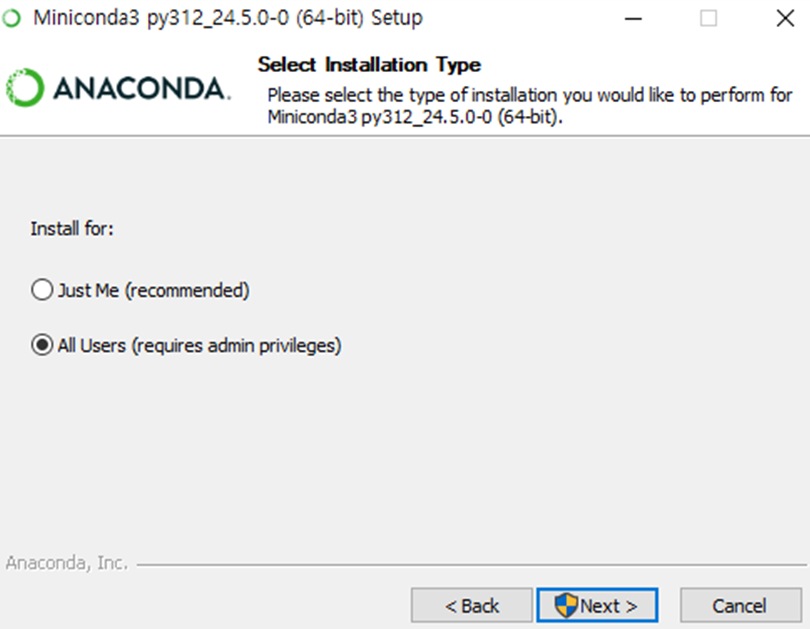 Miniconda3 py312_24.5.0-0 (64-bit) Setup
ANACONDA.
Select Installation Type
Please select the type of installation you would like to perform for
Miniconda3 py312_24.5.0-0 (64-bit).
Install for:
Just Me (recommended)
All Users (requires admin privileges)
Anaconda, Inc.
< Back
Next >
Cancel